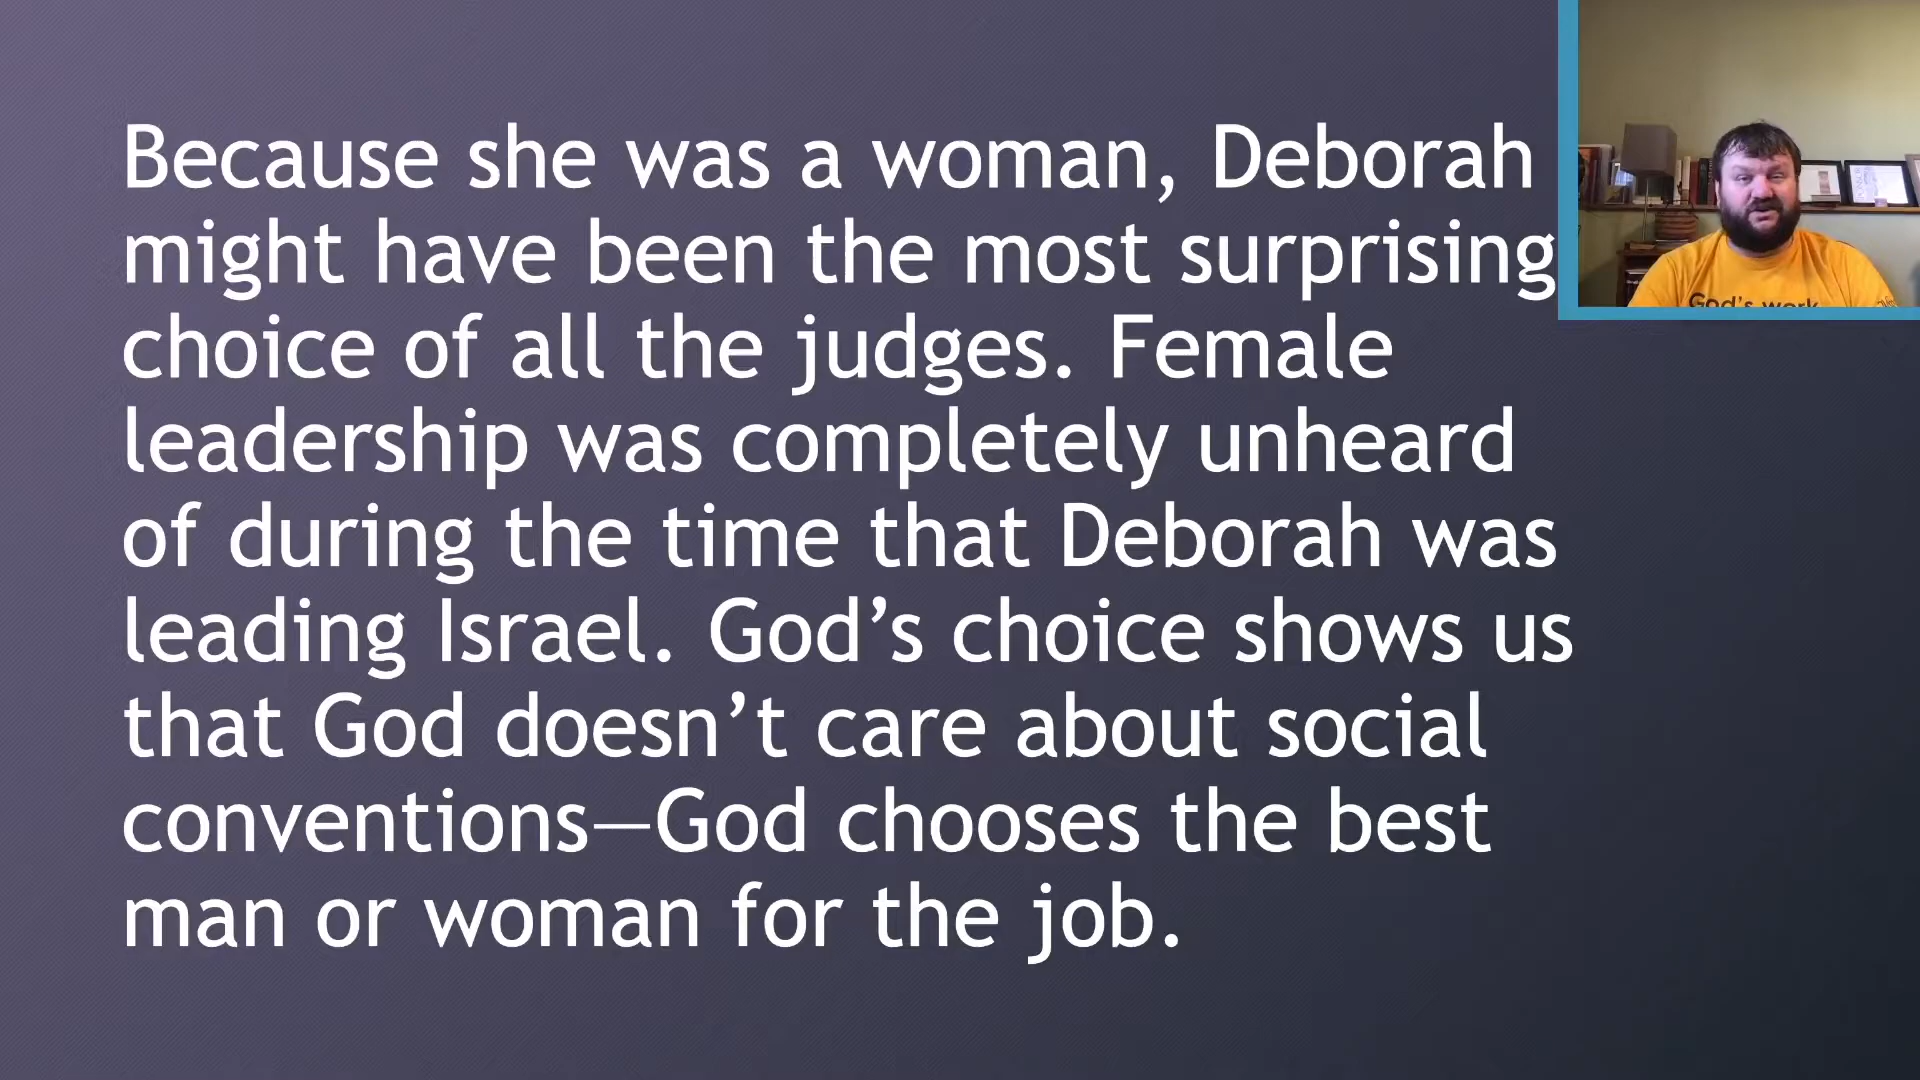 Because she was a woman, Deborah
might have been the most surprising
choice of all the judges. Female
leadership was completely unheard
of during the time that Deborah was
leading Israel. God’s choice shows us
that God doesn’t care about social
conventions—God chooses the best
man or woman for the job.
God's work